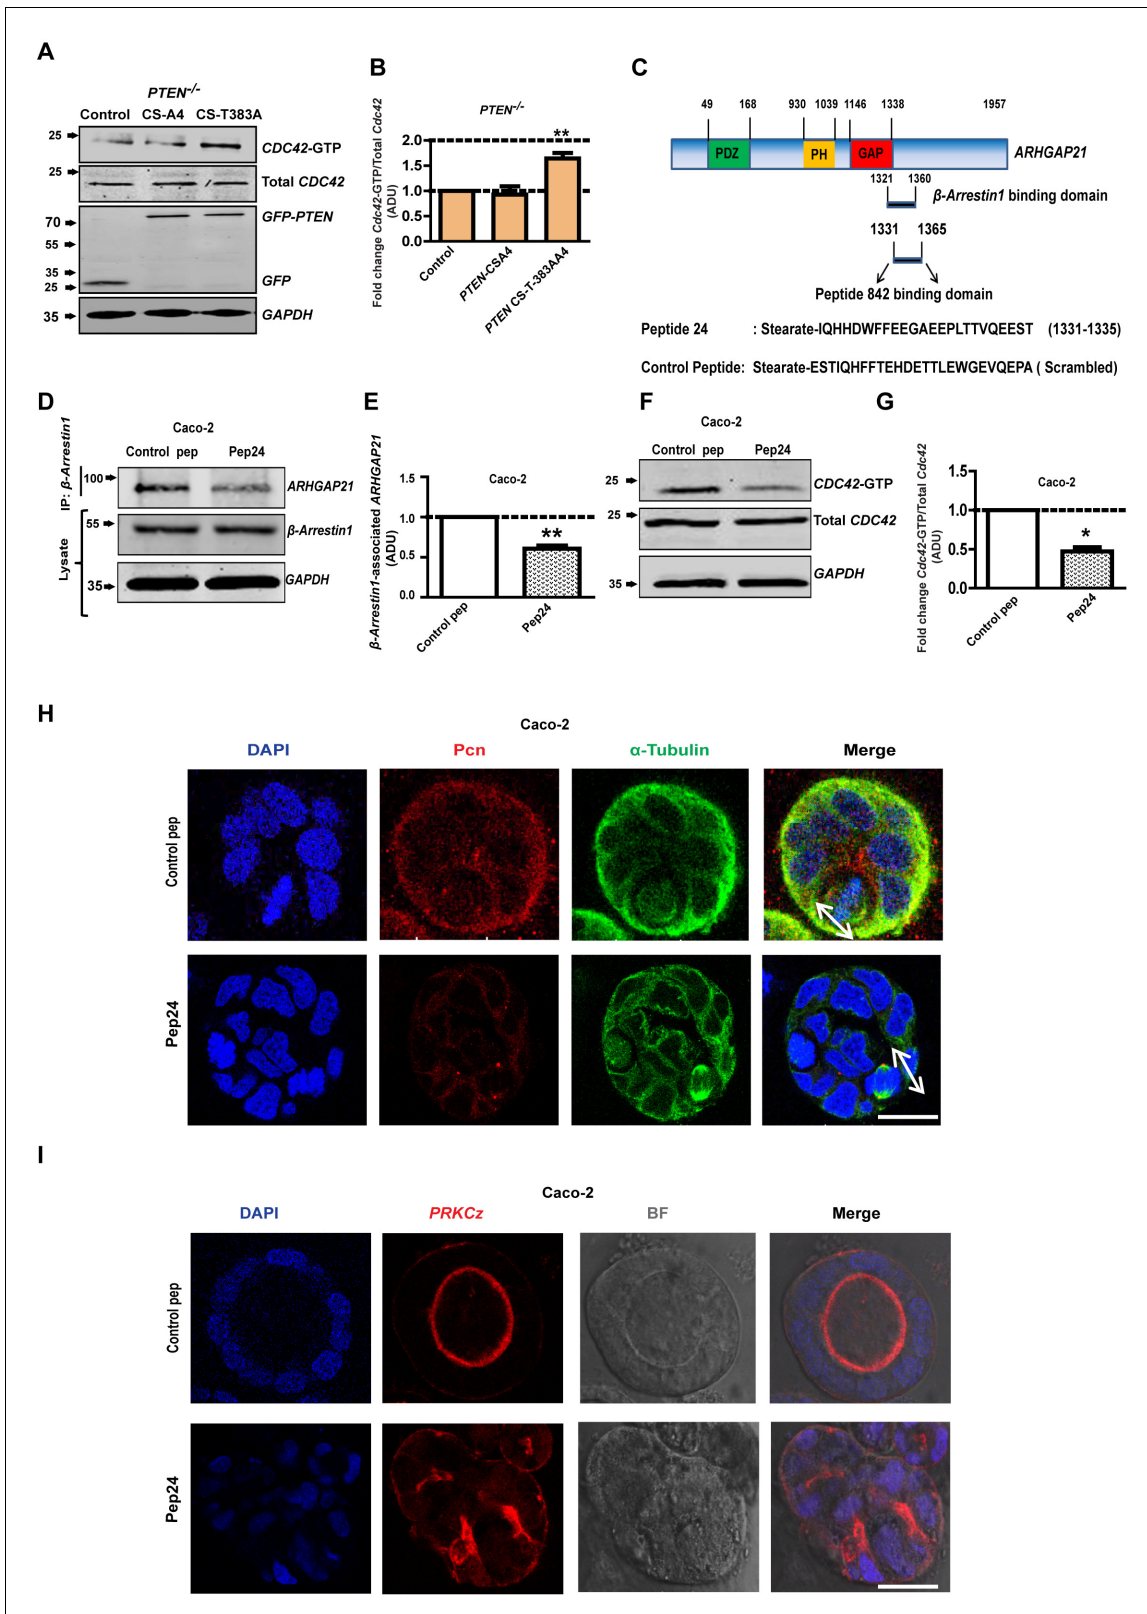 A
PTEN-/-
Control CS-A4 CS-T383A
25
CDC42-GTP
25
Total CDC42
GFP-PTEN
70
55
35
25
GFP
35
GAPDH
B
PTEN-/-
Fold change Cdc42-GTP/Total Cdc42
(ADU)
2.0
1.5
1.0
0.5
0.0
**
Control
PTEN-CSA4
PTEN CS-T-383AA4
C
49 168 930 1039 1146 1338 1957
PDZ PH GAP
ARHGAP21
1321 1360
β-Arrestin1 binding domain
1331 1365
Peptide 842 binding domain
Peptide 24 : Stearate-IQHHDWFFEEGAEEPLTTVQEEST (1331-1335)
Control Peptide: Stearate-ESTIQHFFTEHDETTLEWGEVQEPA ( Scrambled)
D
Caco-2
Control pep Pep24
IP: β-Arrestin1
100
ARHGAP21
Lysate
55
β-Arrestin1
35
GAPDH
E
β-Arrestin1-associated ARHGAP21
(ADU)
Caco-2
1.5
1.0
0.5
0.0
**
Control pep
Pep24
F
Caco-2
Control pep Pep24
25
CDC42-GTP
25
Total CDC42
35
GAPDH
G
Fold change Cdc42-GTP/Total Cdc42
(ADU)
Caco-2
1.5
1.0
0.5
0.0
*
Control pep
Pep24
H
Caco-2
DAPI Pcn α-Tubulin Merge
Control pep
Pep24
I
Caco-2
DAPI PRKCz BF Merge
Control pep
Pep24